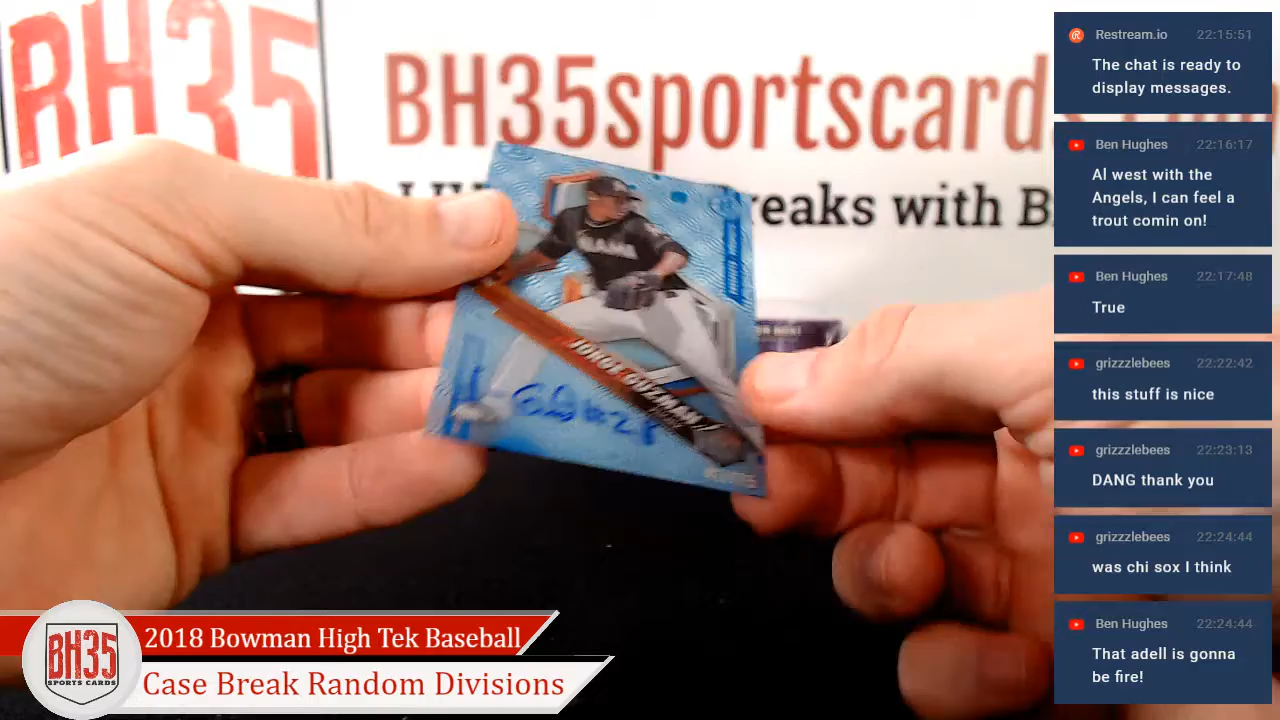 BH35
BH35sportscards
reaks with B
JORGE GUZMAN
Restream.io 22:15:51
The chat is ready to
display messages.
Ben Hughes 22:16:17
Al west with the
Angels, I can feel a
trout comin on!
Ben Hughes 22:17:48
True
grizzzlebees 22:22:42
this stuff is nice
grizzzlebees 22:23:13
DANG thank you
grizzzlebees 22:24:44
was chi sox I think
Ben Hughes 22:24:44
That adell is gonna
be fire!
BH35
SPORTS CARDS
2018 Bowman High Tek Baseball
Case Break Random Divisions